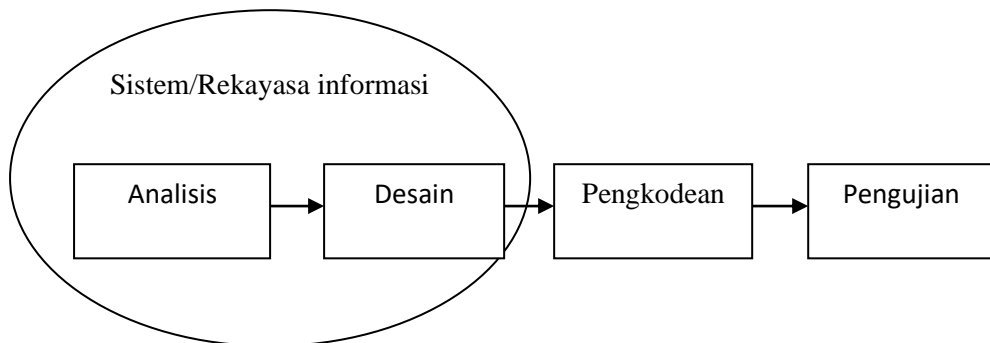 Sistem/Rekayasa informasi
Analisis
Desain
Pengkodean
Pengujian